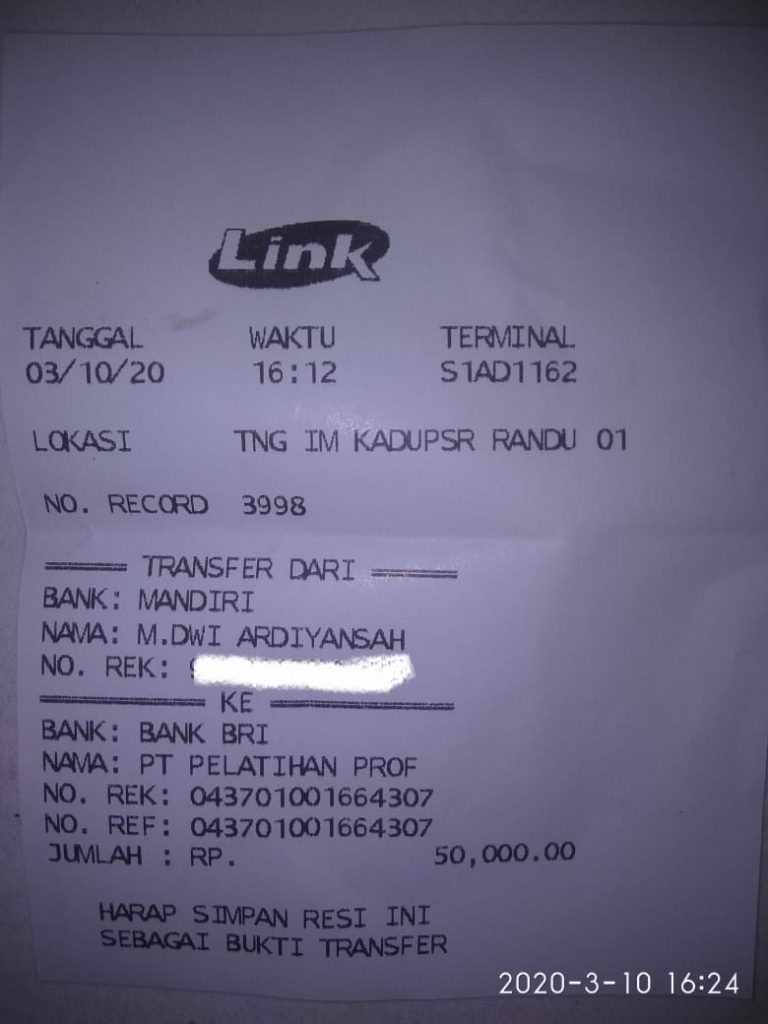 Link
TANGGAL WAKTU TERMINAL
03/10/20 16:12 S1AD1162
LOKASI TNG IM KADUPSR RANDU 01
NO. RECORD 3998
===== TRANSFER DARI =====
BANK: MANDIRI
NAMA: M.DWI ARDIYANSAH
NO. REK:
========== KE ===========
BANK: BANK BRI
NAMA: PT PELATIHAN PROF
NO. REK: 043701001664307
NO. REF: 043701001664307
JUMLAH : RP. 50,000.00
HARAP SIMPAN RESI INI
SEBAGAI BUKTI TRANSFER
2020-3-10 16:24